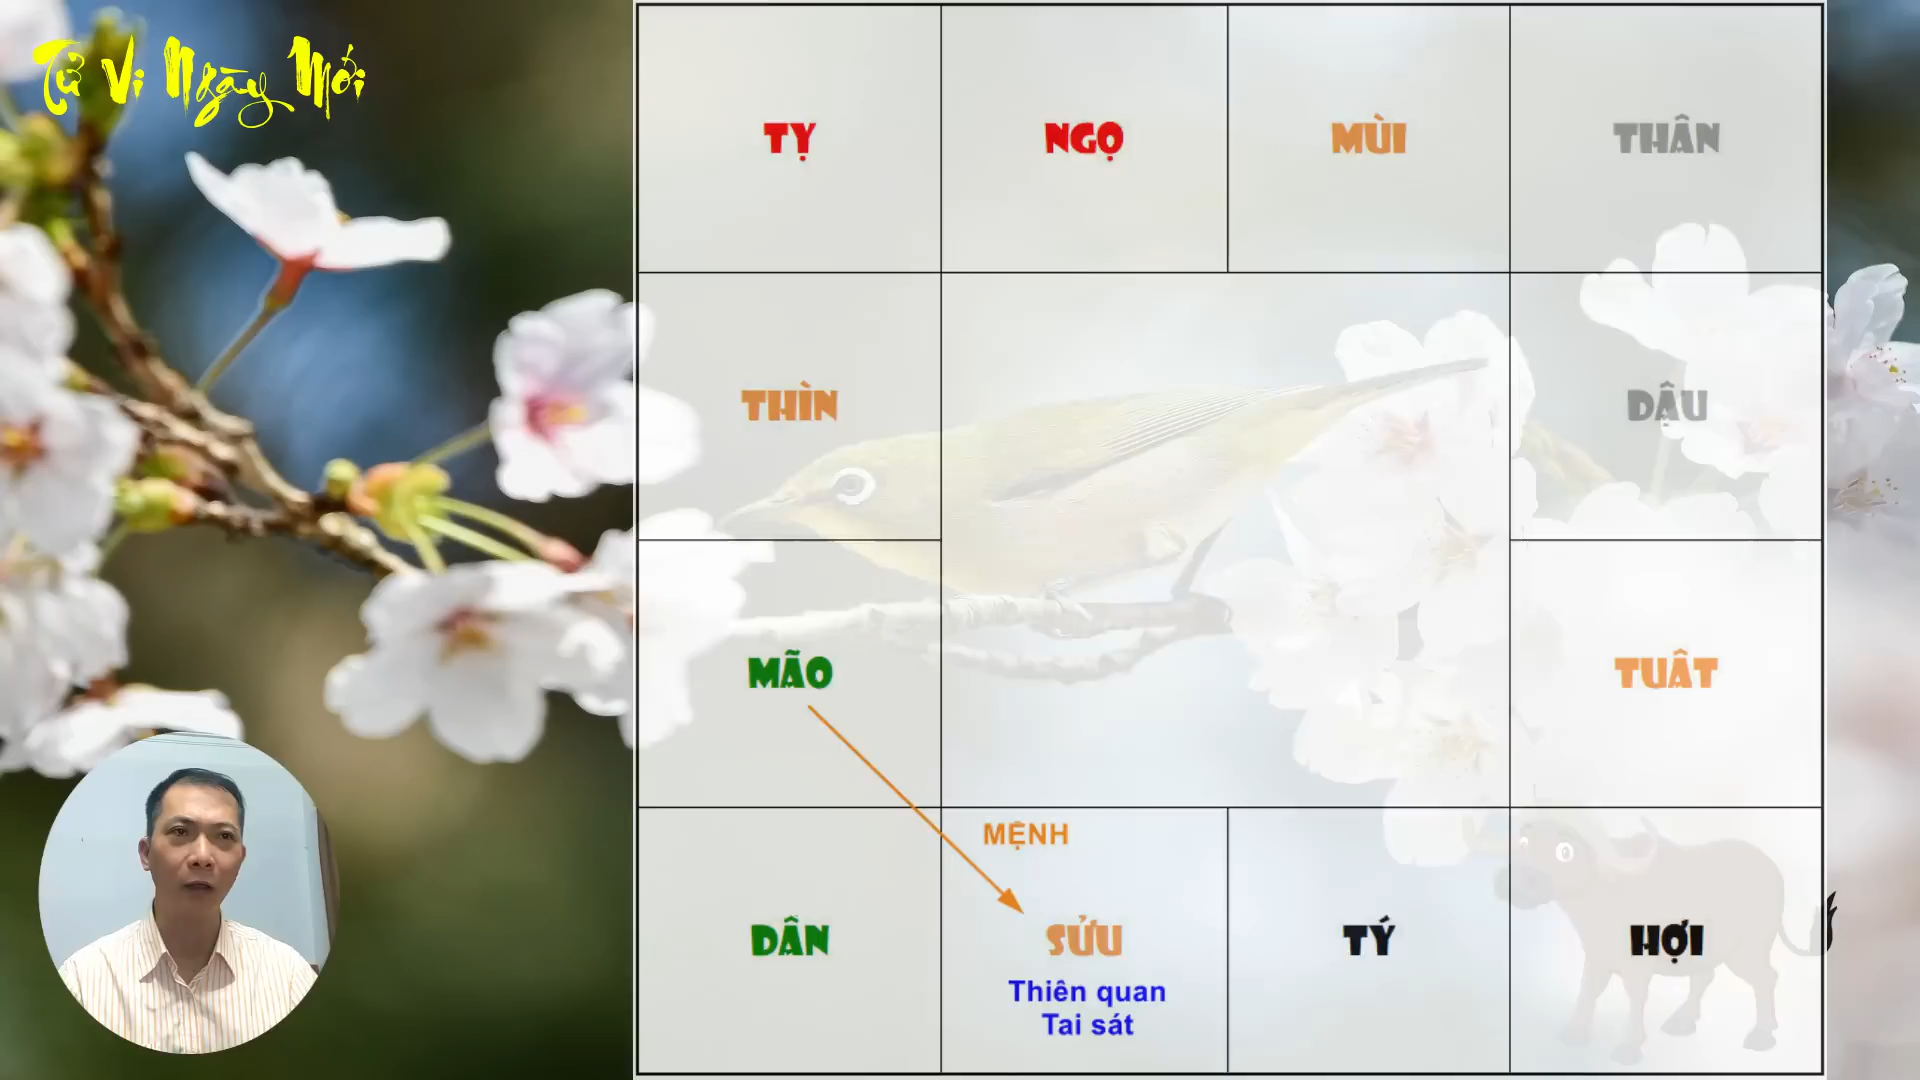 Tử Vi Ngày Mới
TỴ
NGỌ
MÙI
THÂN
THÌN
DẬU
MÃO
TUẤT
MỆNH
DẦN
SỬU
TÝ
HỢI
Thiên quan
Tai sát